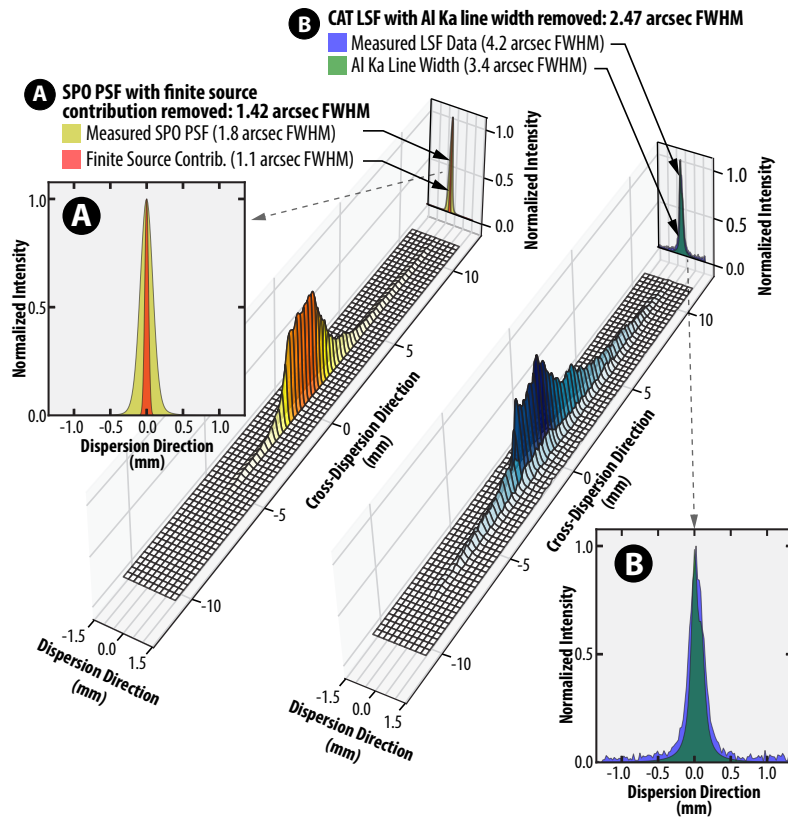 B CAT LSF with Al Ka line width removed: 2.47 arcsec FWHM
Measured LSF Data (4.2 arcsec FWHM)
Al Ka Line Width (3.4 arcsec FWHM)
A SPO PSF with finite source
contribution removed: 1.42 arcsec FWHM
Measured SPO PSF (1.8 arcsec FWHM)
Finite Source Contrib. (1.1 arcsec FWHM)
1.0
0.5
0.0
Normalized Intensity
1.0
0.5
0.0
Normalized Intensity
A
1.0
0.5
0.0
Normalized Intensity
-1.0 -0.5 0.0 0.5 1.0
Dispersion Direction
(mm)
10
5
0
-5
-10
Cross-Dispersion Direction
(mm)
-1.5 0.0 1.5
Dispersion Direction
(mm)
10
5
0
-5
-10
Cross-Dispersion Direction
(mm)
-1.5 0.0 1.5
Dispersion Direction
(mm)
B
1.0
0.5
0.0
Normalized Intensity
-1.0 -0.5 0.0 0.5 1.0
Dispersion Direction
(mm)